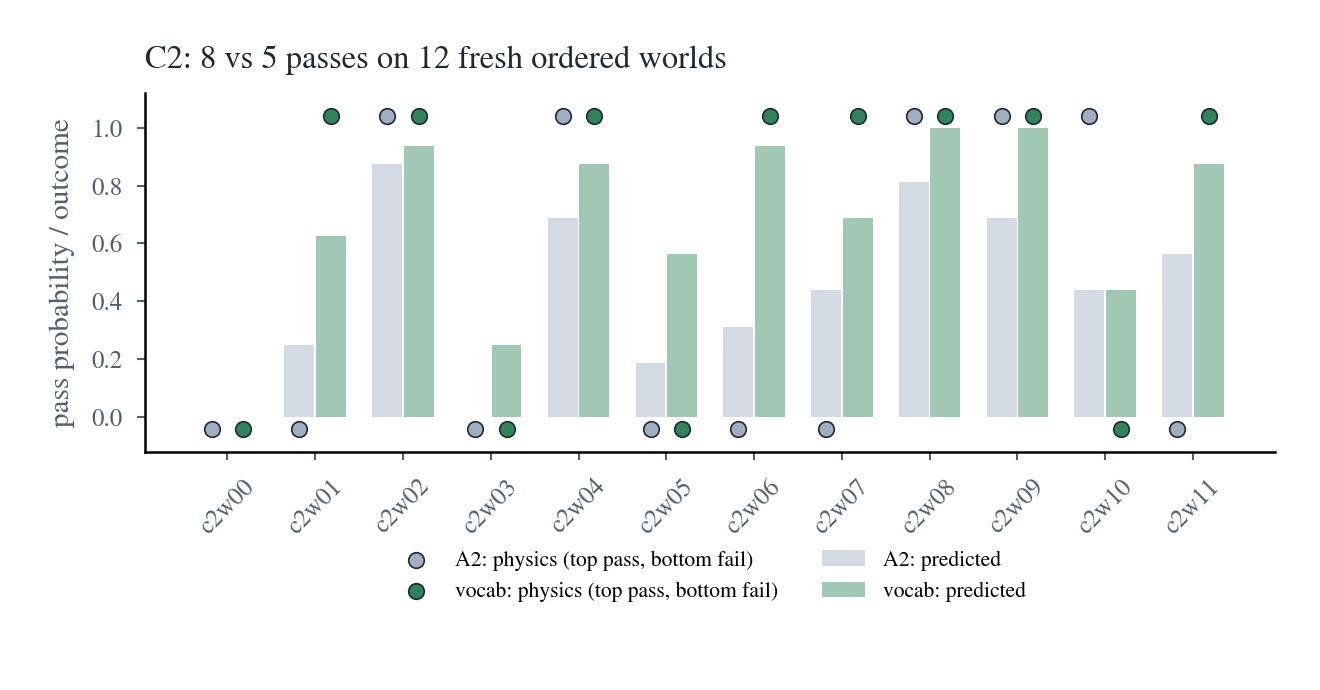 C2: 8 vs 5 passes on 12 fresh ordered worlds
pass probability / outcome
1.0
0.8
0.6
0.4
0.2
0.0
c2w00 c2w01 c2w02 c2w03 c2w04 c2w05 c2w06 c2w07 c2w08 c2w09 c2w10 c2w11
A2: physics (top pass, bottom fail)
vocab: physics (top pass, bottom fail)
A2: predicted
vocab: predicted